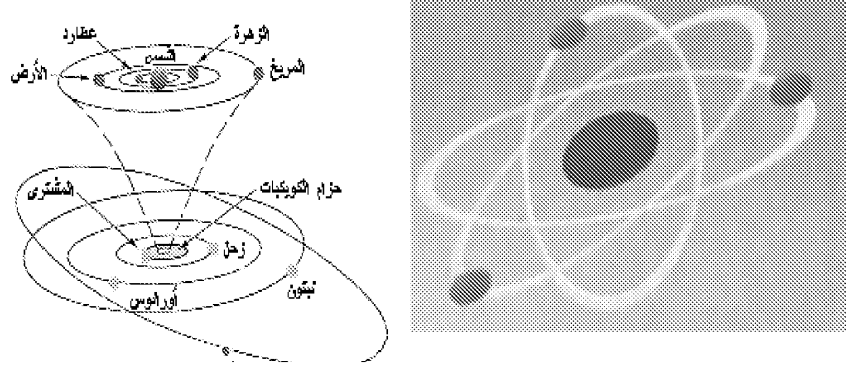 عطارد
الزهرة
الشمس
الأرض
المريخ
المشترى
حزام الكويكبات
زحل
أورانوس
نبتون